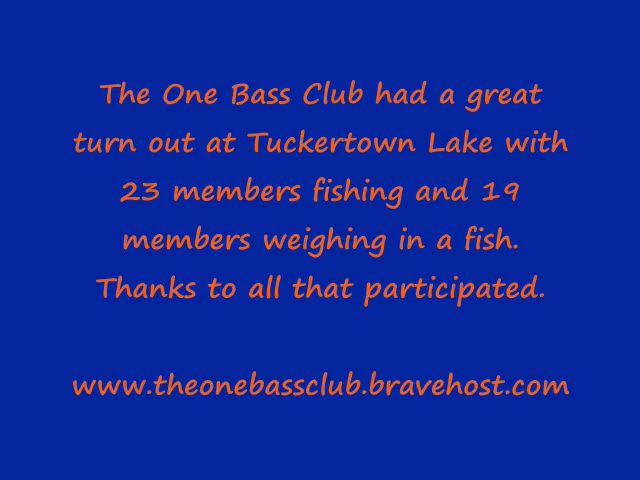 The One Bass Club had a great
turn out at Tuckertown Lake with
23 members fishing and 19
members weighing in a fish.
Thanks to all that participated.
www.theonebassclub.bravehost.com